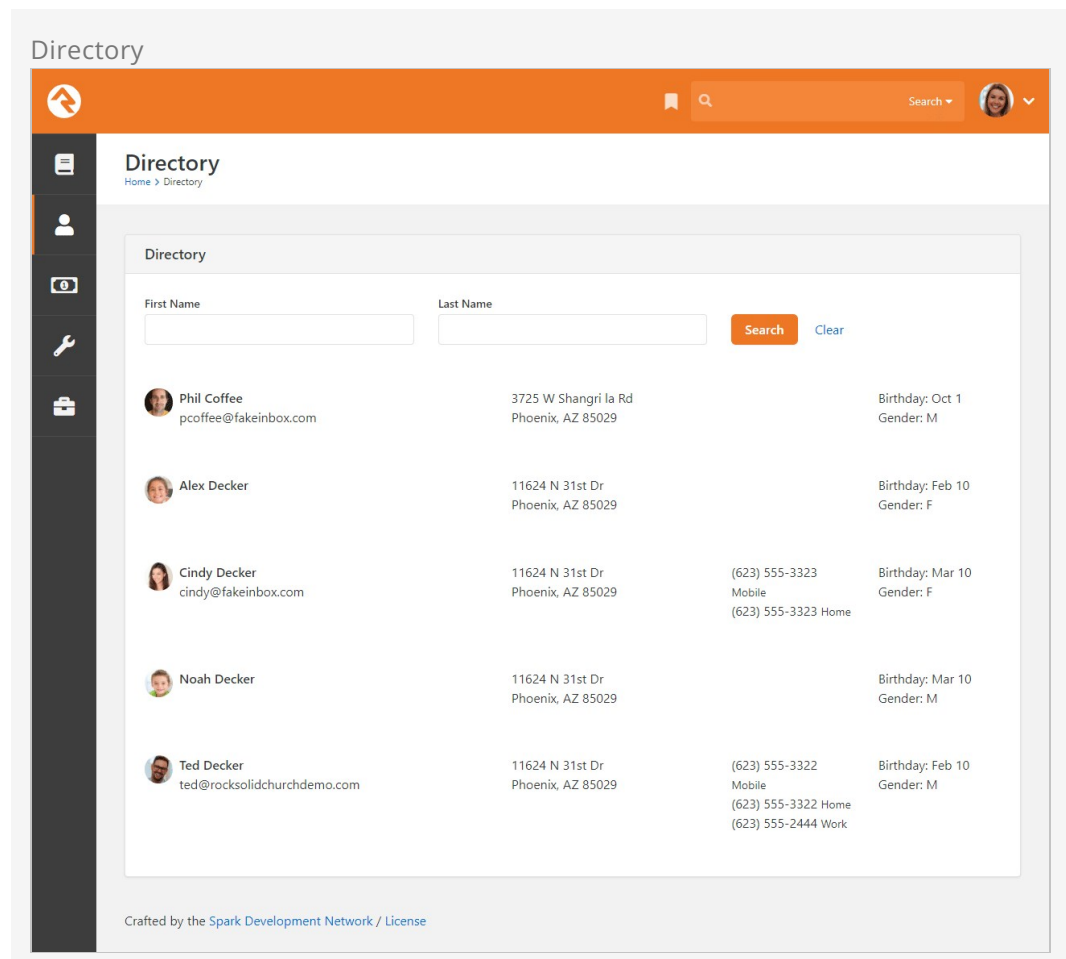 Directory
Search
Directory
Home > Directory
Directory
First Name
Last Name
Search
Clear
Phil Coffee
pcoffee@fakeinbox.com
3725 W Shangri la Rd
Phoenix, AZ 85029
Birthday: Oct 1
Gender: M
Alex Decker
11624 N 31st Dr
Phoenix, AZ 85029
Birthday: Feb 10
Gender: F
Cindy Decker
cindy@fakeinbox.com
11624 N 31st Dr
Phoenix, AZ 85029
(623) 555-3323
Mobile
(623) 555-3323 Home
Birthday: Mar 10
Gender: F
Noah Decker
11624 N 31st Dr
Phoenix, AZ 85029
Birthday: Mar 10
Gender: M
Ted Decker
ted@rocksolidchurchdemo.com
11624 N 31st Dr
Phoenix, AZ 85029
(623) 555-3322
Mobile
(623) 555-3322 Home
(623) 555-2444 Work
Birthday: Feb 10
Gender: M
Crafted by the Spark Development Network / License